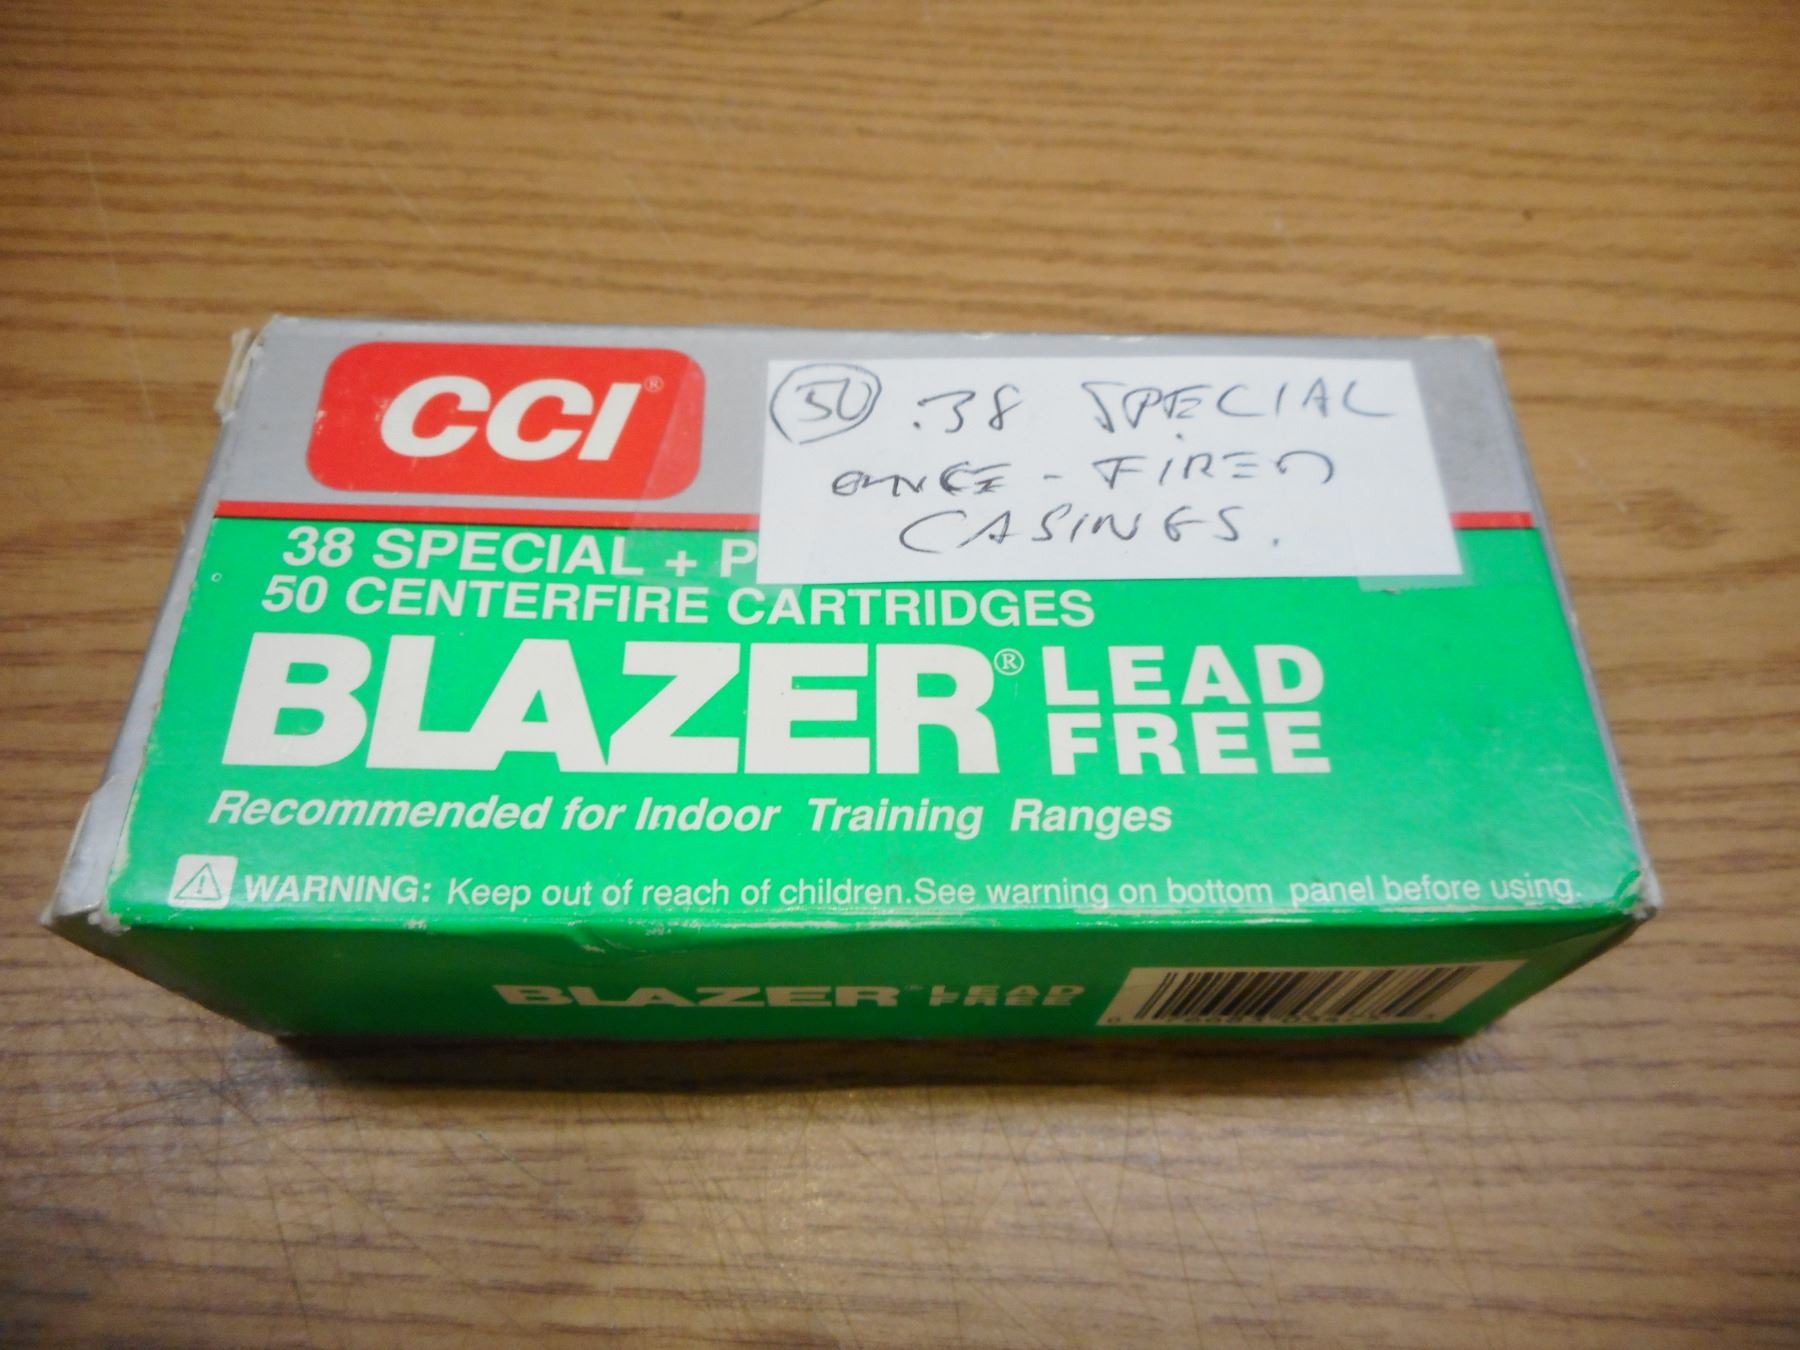 CCI®
50 .38 SPECIAL
ONCE-FIRED
CASINGS.
38 SPECIAL + P
50 CENTERFIRE CARTRIDGES
BLAZER® LEAD FREE
Recommended for Indoor Training Ranges
WARNING: Keep out of reach of children.See warning on bottom panel before using.
BLAZER® LEAD FREE